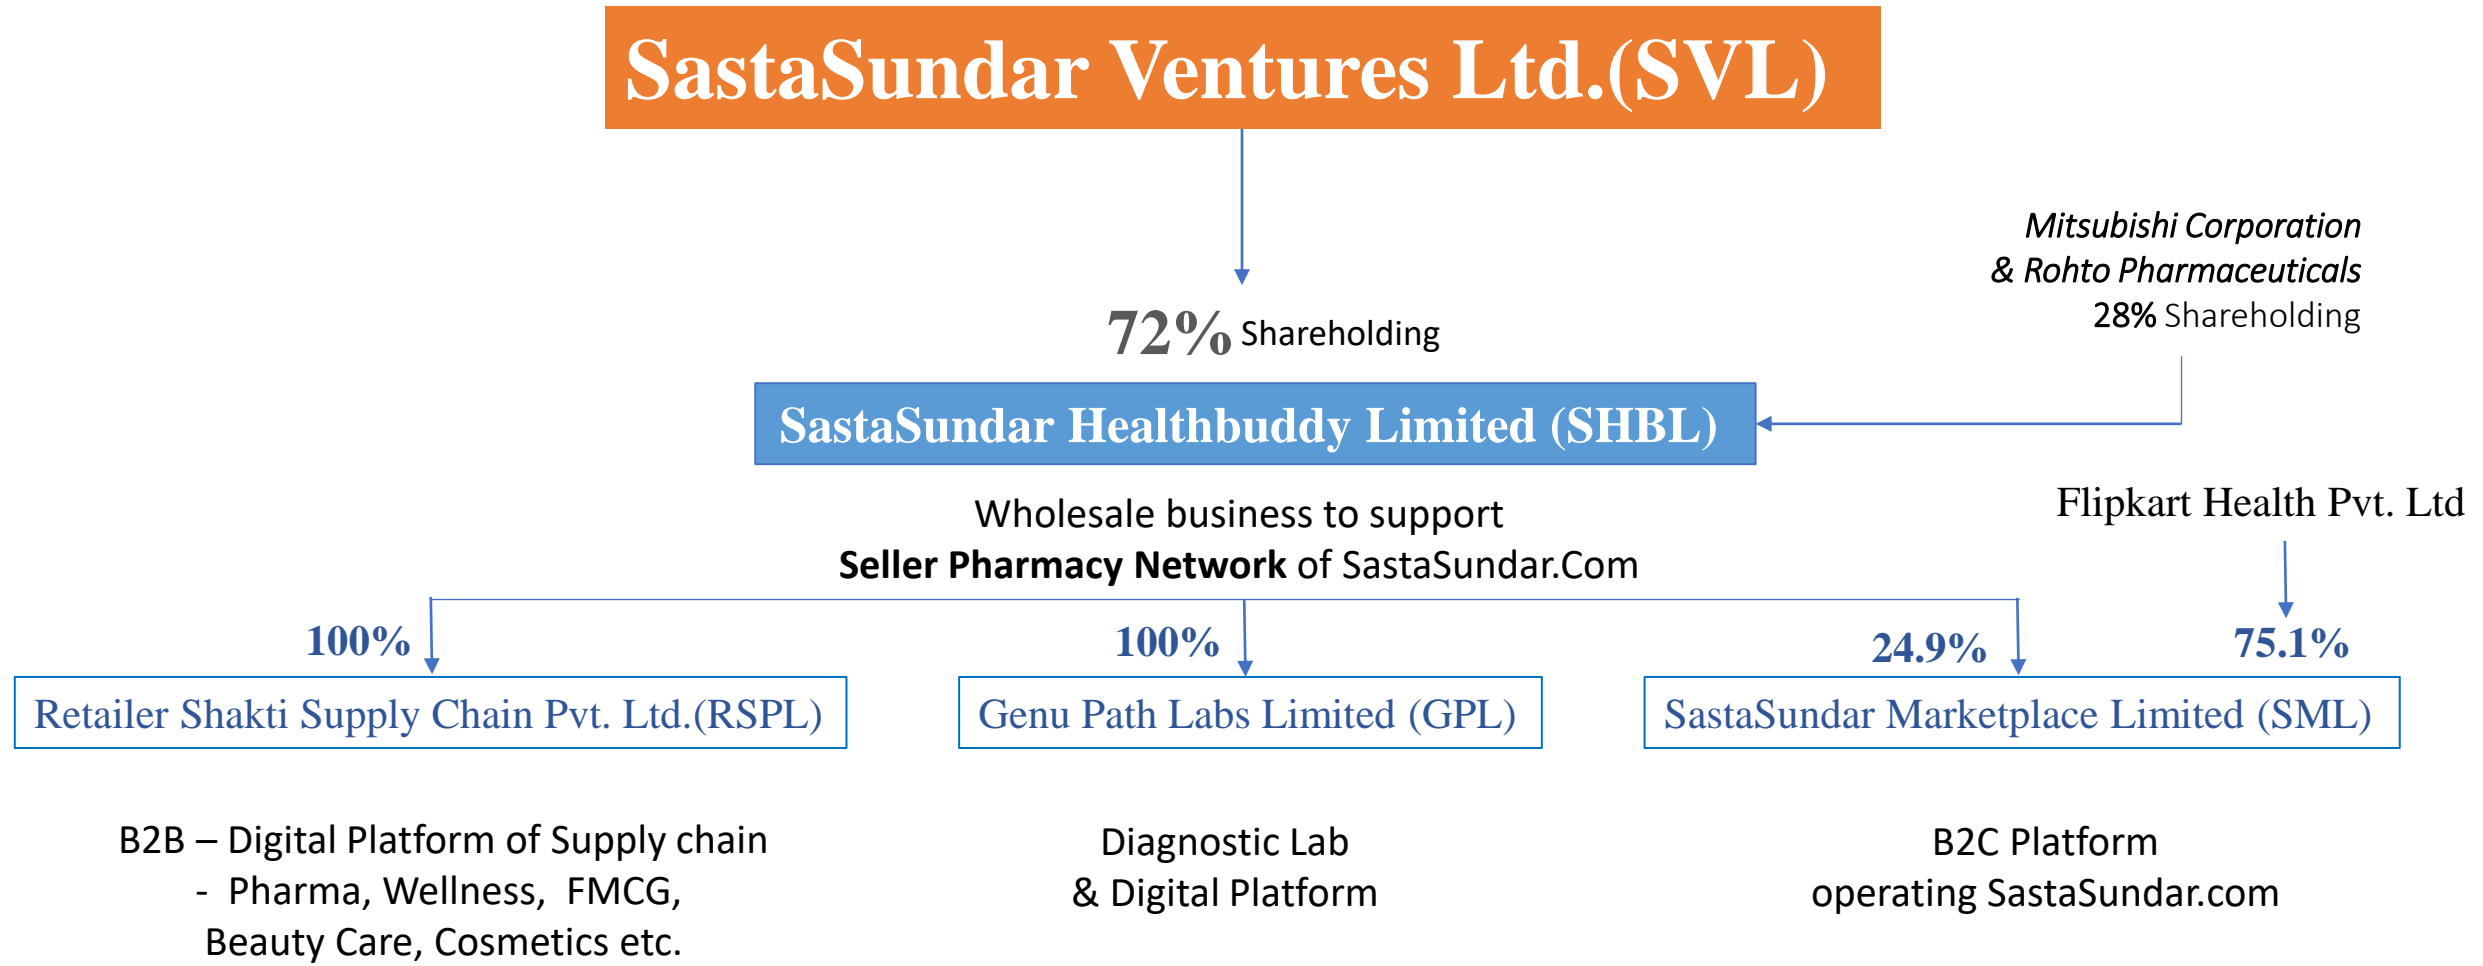 SastaSundar Ventures Ltd.(SVL)
Mitsubishi Corporation
& Rohto Pharmaceuticals
28% Shareholding
72% Shareholding
SastaSundar Healthbuddy Limited (SHBL)
Wholesale business to support
Seller Pharmacy Network of SastaSundar.Com
Flipkart Health Pvt. Ltd
100%
100%
24.9%
75.1%
Retailer Shakti Supply Chain Pvt. Ltd.(RSPL)
Genu Path Labs Limited (GPL)
SastaSundar Marketplace Limited (SML)
B2B – Digital Platform of Supply chain
- Pharma, Wellness, FMCG,
Beauty Care, Cosmetics etc.
Diagnostic Lab
& Digital Platform
B2C Platform
operating SastaSundar.com